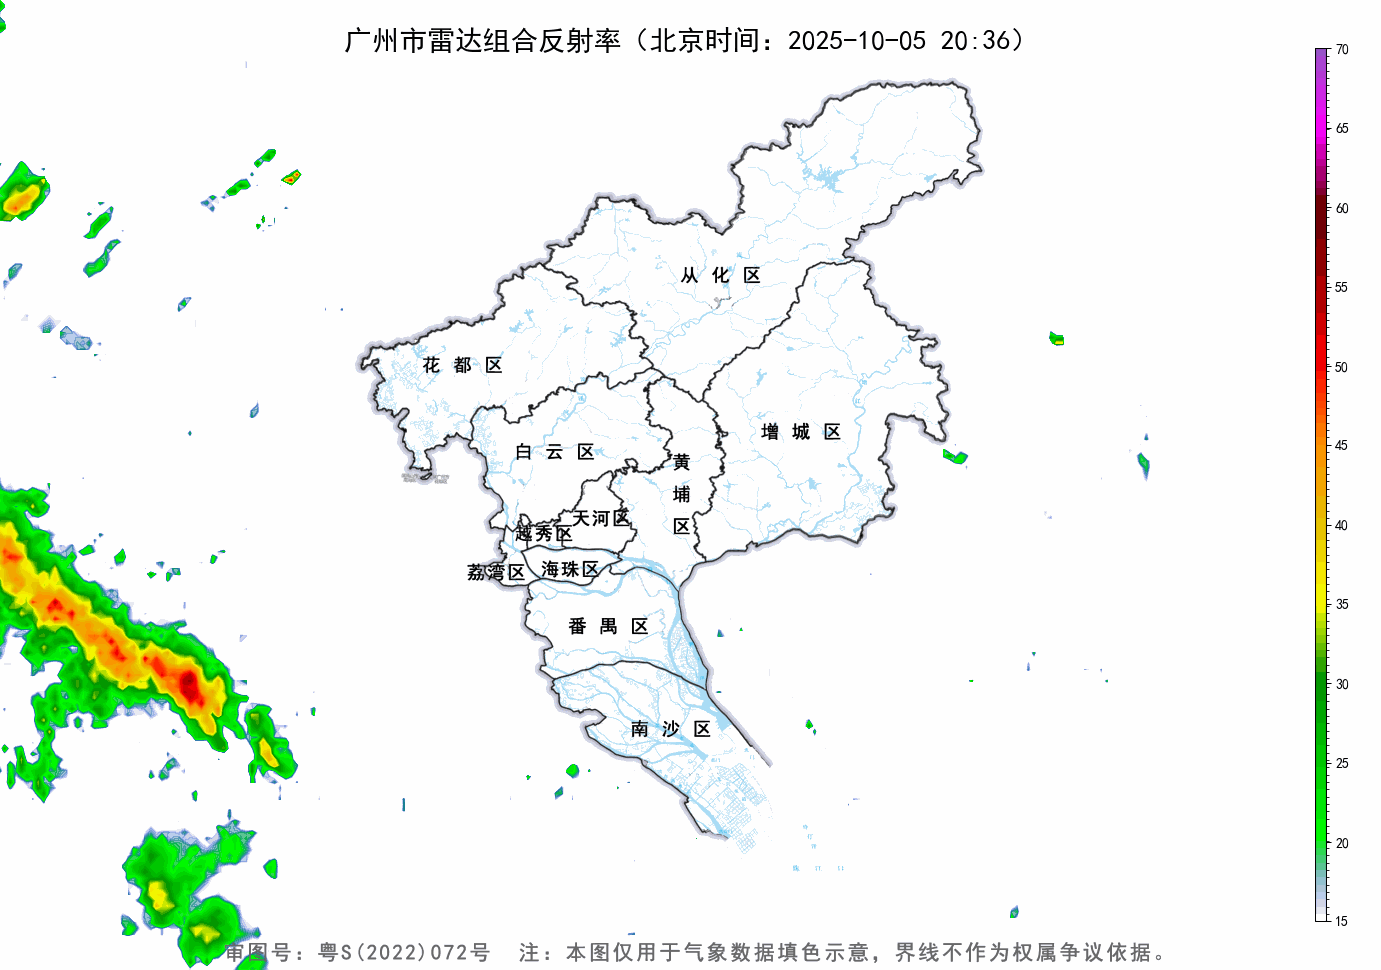 广州市雷达组合反射率（北京时间：2025-10-05 20:36）
70
65
60
55
50
45
40
35
30
25
20
15
从化区
花都区
增城区
白云区
黄埔区
天河区
越秀区
荔湾区
海珠区
番禺区
南沙区
审图号：粤S(2022)072号 注：本图仅用于气象数据填色示意，界线不作为权属争议依据。